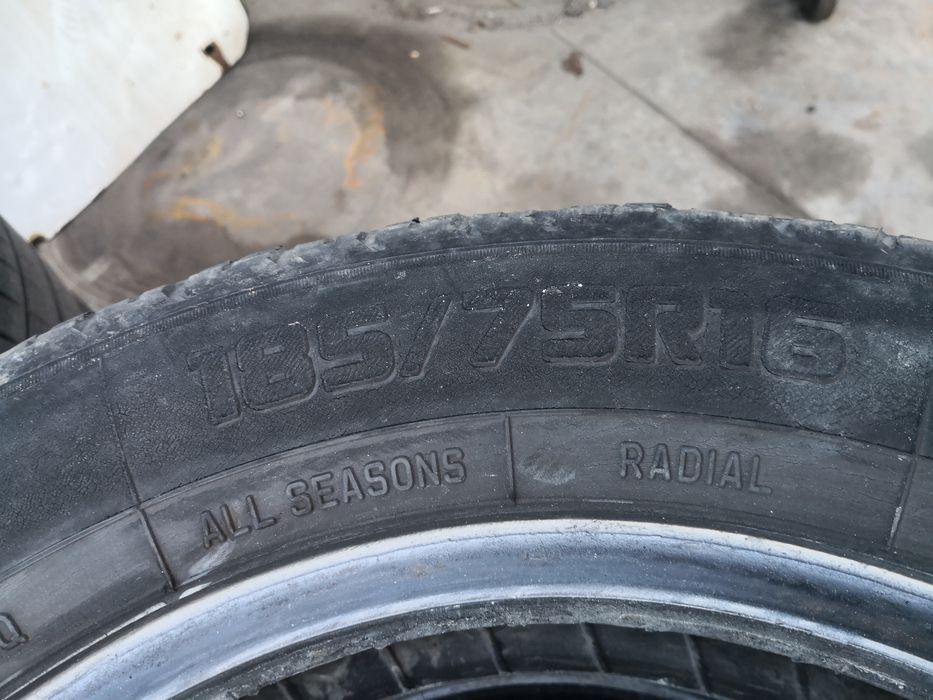 185/75R16
ALL SEASONS
RADIAL
Q